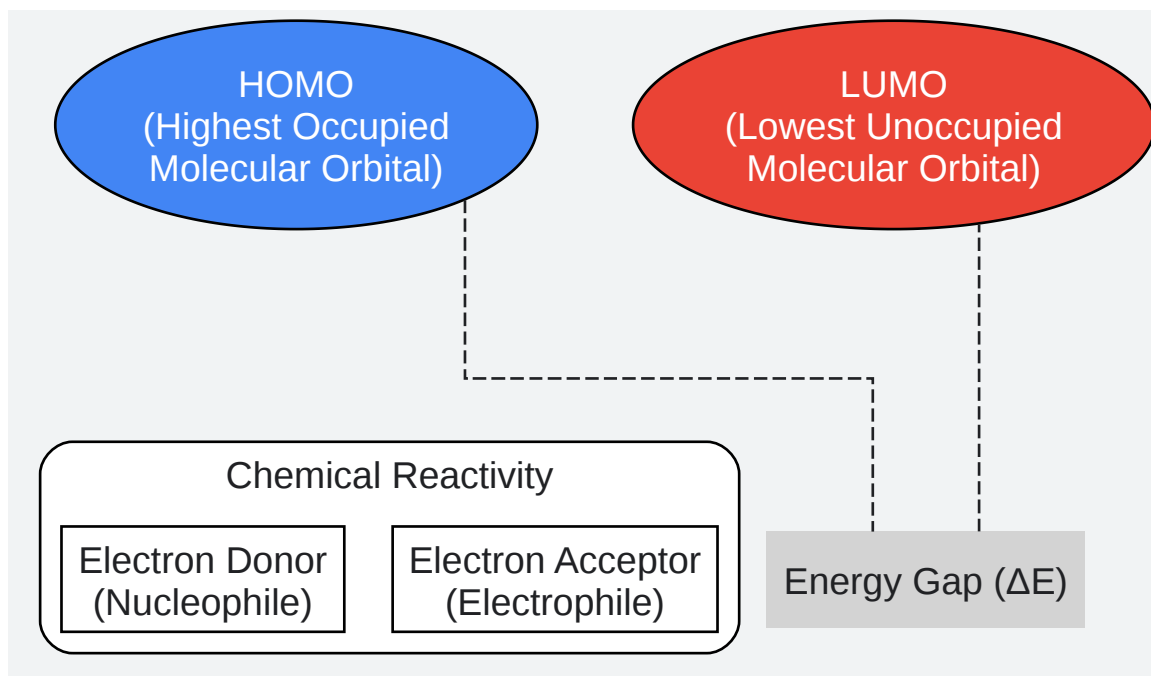 HOMO
(Highest Occupied
Molecular Orbital)
LUMO
(Lowest Unoccupied
Molecular Orbital)
Chemical Reactivity
Electron Donor
(Nucleophile)
Electron Acceptor
(Electrophile)
Energy Gap (ΔE)